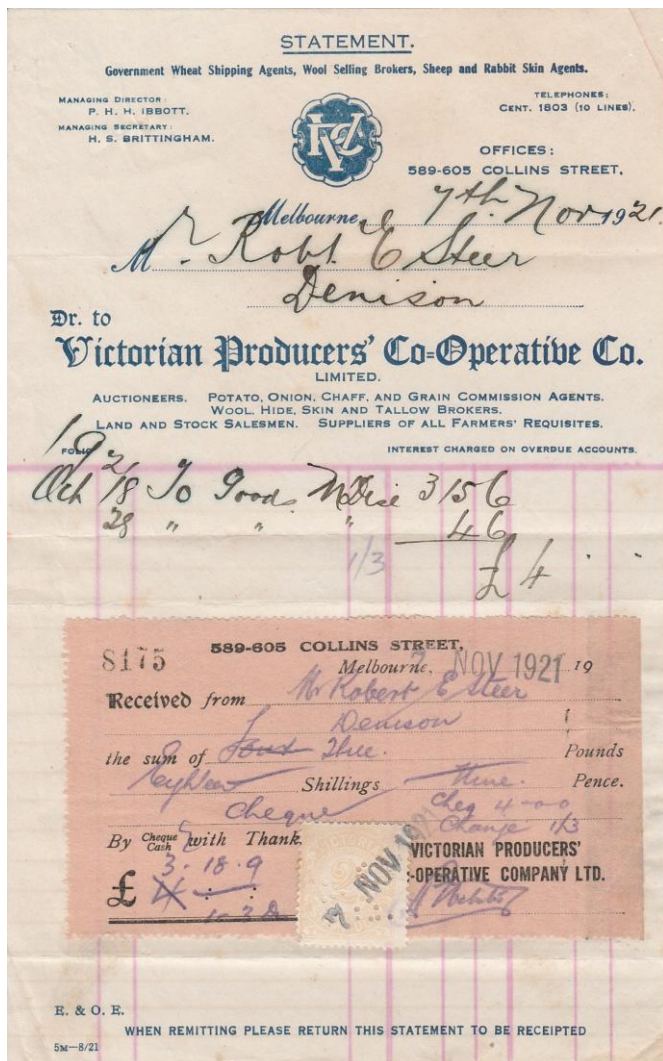 STATEMENT.
Government Wheat Shipping Agents, Wool Selling Brokers, Sheep and Rabbit Skin Agents.
MANAGING DIRECTOR:
P. H. H. IBBOTT.
MANAGING SECRETARY:
H. S. BRITTINGHAM.
TELEPHONES:
CENT. 1803 (10 LINES).
OFFICES:
589-605 COLLINS STREET,
Melbourne, 7th Nov 1921.
Mr Robt E Steer
Denison
Dr. to
Victorian Producers' Co-Operative Co.
LIMITED.
AUCTIONEERS. POTATO, ONION, CHAFF, AND GRAIN COMMISSION AGENTS.
WOOL, HIDE, SKIN AND TALLOW BROKERS.
LAND AND STOCK SALESMEN. SUPPLIERS OF ALL FARMERS' REQUISITES.
1921
FOLIO INTEREST CHARGED ON OVERDUE ACCOUNTS.
Oct 18 To Goods Mdise 3 15 6
28 " " " 4 6
1/3 £4 . .
8175 589-605 COLLINS STREET,
Melbourne, 7 NOV 1921 19
Received from Mr Robert E Steer
Denison
the sum of Four Three Pounds
Eighteen Shillings Nine Pence.
Cheque Cheq 4-0-0
Change 1/3
By Cheque Cash with Thank
VICTORIAN PRODUCERS'
3.18.9 -OPERATIVE COMPANY LTD.
£ 4
7 NOV 1921
E. & O. E.
WHEN REMITTING PLEASE RETURN THIS STATEMENT TO BE RECEIPTED
5M—8/21